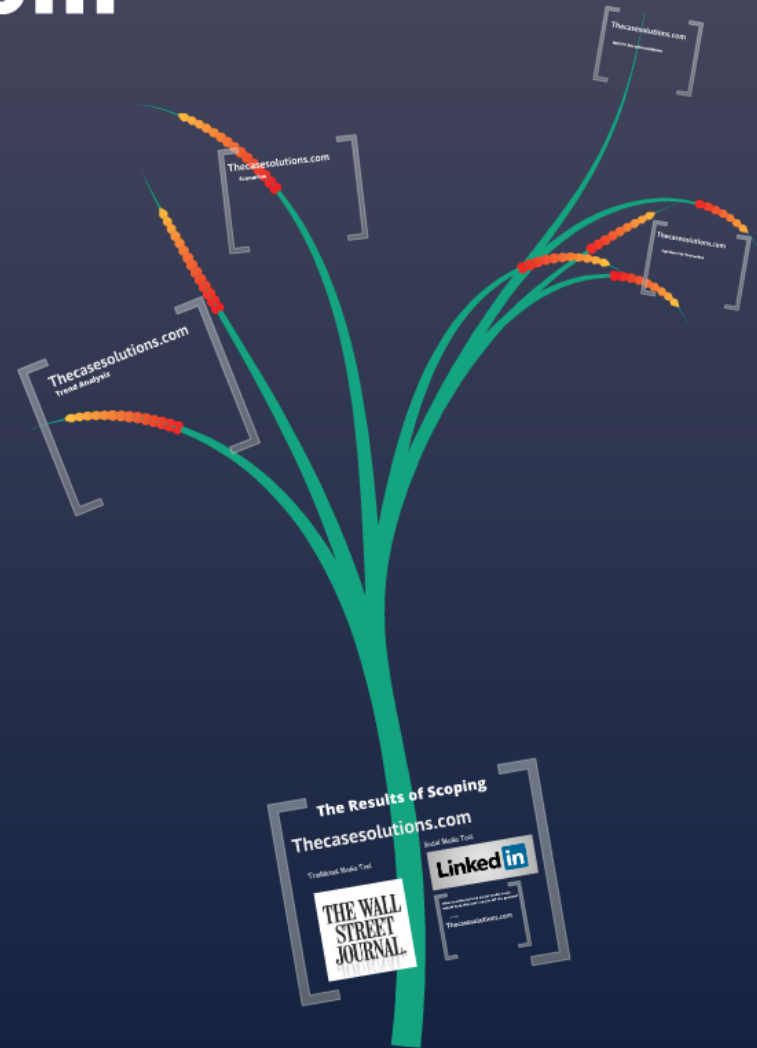 Thecasesolutions.com
Thecasesolutions.com
Economics
Thecasesolutions.com
Thecasesolutions.com
Trend Analysis
The Results of Scoping
Thecasesolutions.com
Traditional Media Tool
Social Media Tool
THE WALL
STREET
JOURNAL.
Linked in
Thecasesolutions.com